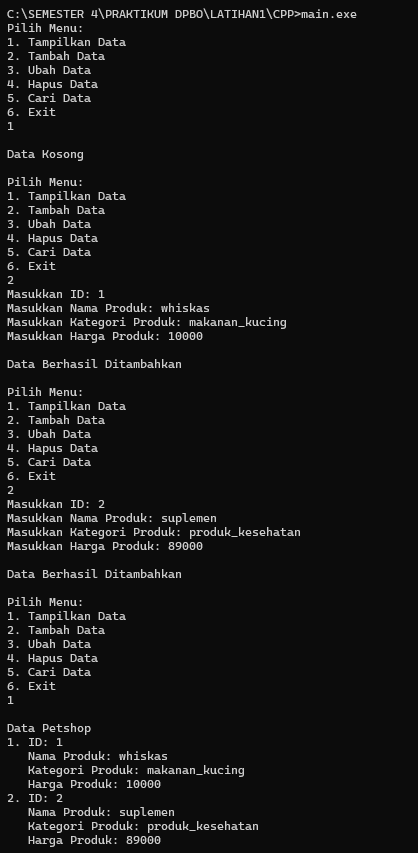 C:\SEMESTER 4\PRAKTIKUM DPBO\LATIHAN1\CPP>main.exe
Pilih Menu:
1. Tampilkan Data
2. Tambah Data
3. Ubah Data
4. Hapus Data
5. Cari Data
6. Exit
1
Data Kosong
Pilih Menu:
1. Tampilkan Data
2. Tambah Data
3. Ubah Data
4. Hapus Data
5. Cari Data
6. Exit
2
Masukkan ID: 1
Masukkan Nama Produk: whiskas
Masukkan Kategori Produk: makanan_kucing
Masukkan Harga Produk: 10000
Data Berhasil Ditambahkan
Pilih Menu:
1. Tampilkan Data
2. Tambah Data
3. Ubah Data
4. Hapus Data
5. Cari Data
6. Exit
2
Masukkan ID: 2
Masukkan Nama Produk: suplemen
Masukkan Kategori Produk: produk_kesehatan
Masukkan Harga Produk: 89000
Data Berhasil Ditambahkan
Pilih Menu:
1. Tampilkan Data
2. Tambah Data
3. Ubah Data
4. Hapus Data
5. Cari Data
6. Exit
1
Data Petshop
1. ID: 1
Nama Produk: whiskas
Kategori Produk: makanan_kucing
Harga Produk: 10000
2. ID: 2
Nama Produk: suplemen
Kategori Produk: produk_kesehatan
Harga Produk: 89000